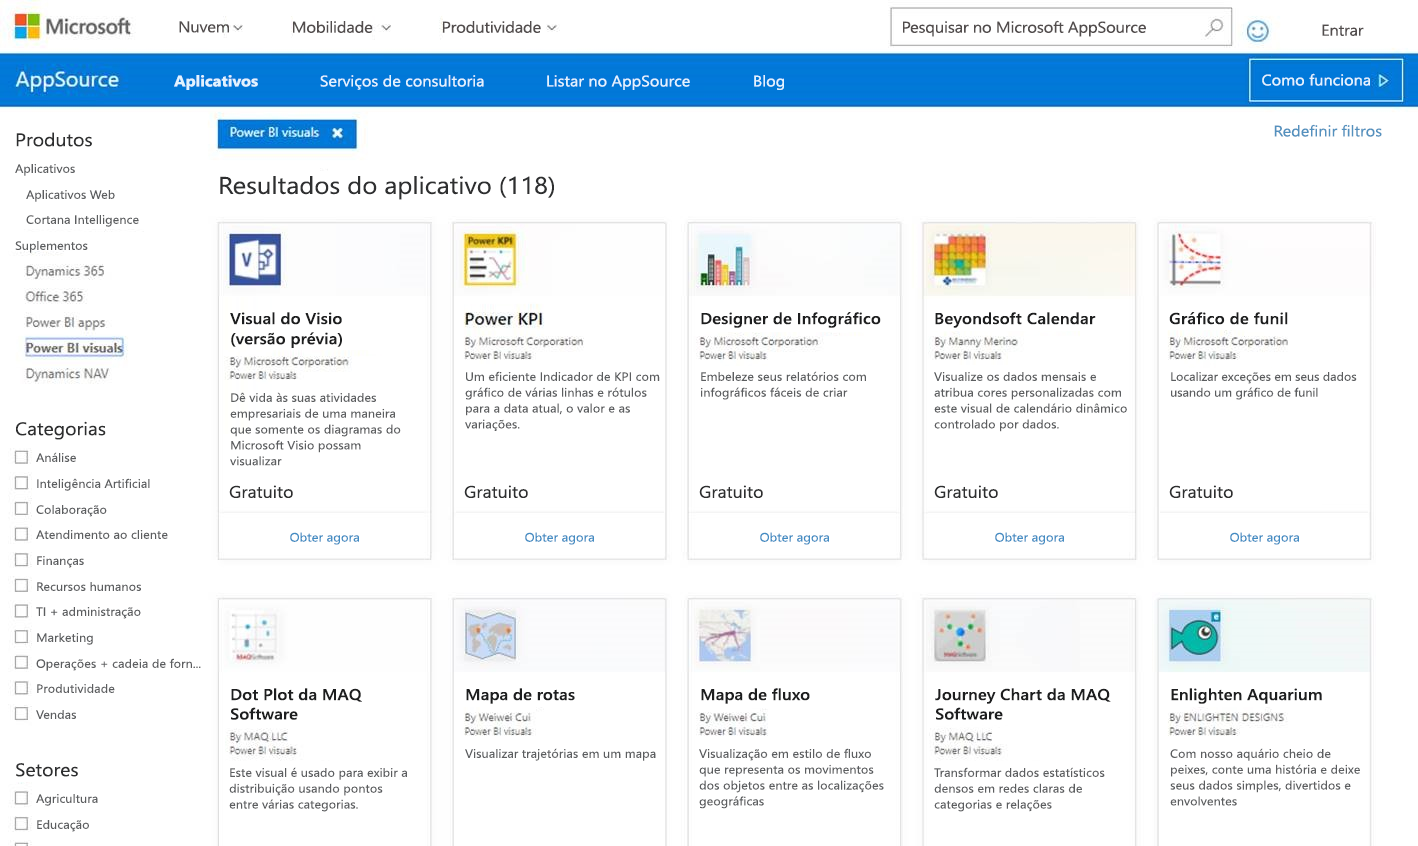 Microsoft
Nuvem
Mobilidade
Produtividade
Pesquisar no Microsoft AppSource
Entrar
AppSource
Aplicativos
Serviços de consultoria
Listar no AppSource
Blog
Como funciona
Produtos
Aplicativos
Aplicativos Web
Cortana Intelligence
Suplementos
Dynamics 365
Office 365
Power BI apps
Power BI visuals
Dynamics NAV
Categorias
Análise
Inteligência Artificial
Colaboração
Atendimento ao cliente
Finanças
Recursos humanos
TI + administração
Marketing
Operações + cadeia de forn...
Produtividade
Vendas
Setores
Agricultura
Educação
Power BI visuals
Redefinir filtros
Resultados do aplicativo (118)
Visual do Visio
(versão prévia)
By Microsoft Corporation
Power BI visuals
Dê vida às suas atividades
empresariais de uma maneira
que somente os diagramas do
Microsoft Visio possam
visualizar
Gratuito
Obter agora
Power KPI
Power KPI
By Microsoft Corporation
Power BI visuals
Um eficiente Indicador de KPI com
gráfico de várias linhas e rótulos
para a data atual, o valor e as
variações.
Gratuito
Obter agora
Designer de Infográfico
By Microsoft Corporation
Power BI visuals
Embeleze seus relatórios com
infográficos fáceis de criar
Gratuito
Obter agora
Beyondsoft Calendar
By Manny Merino
Power BI visuals
Visualize os dados mensais e
atribua cores personalizadas com
este visual de calendário dinâmico
controlado por dados.
Gratuito
Obter agora
Gráfico de funil
By Microsoft Corporation
Power BI visuals
Localizar exceções em seus dados
usando um gráfico de funil
Gratuito
Obter agora
MAQSoftware
Dot Plot da MAQ
Software
By MAQ LLC
Power BI visuals
Este visual é usado para exibir a
distribuição usando pontos
entre várias categorias.
Mapa de rotas
By Weiwei Cui
Power BI visuals
Visualizar trajetórias em um mapa
Mapa de fluxo
By Weiwei Cui
Power BI visuals
Visualização em estilo de fluxo
que representa os movimentos
dos objetos entre as localizações
geográficas
MAQSoftware
Journey Chart da MAQ
Software
By MAQ LLC
Power BI visuals
Transformar dados estatísticos
densos em redes claras de
categorias e relações
Enlighten Aquarium
By ENLIGHTEN DESIGNS
Power BI visuals
Com nosso aquário cheio de
peixes, conte uma história e deixe
seus dados simples, divertidos e
envolventes